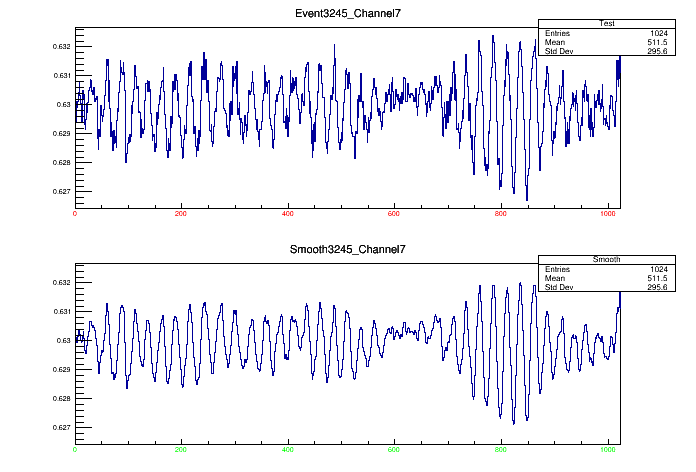 Event3245_Channel7
Test
Entries 1024
Mean 511.5
Std Dev 295.6
0.632
0.631
0.63
0.629
0.628
0.627
0 200 400 600 800 1000
Smooth3245_Channel7
Smooth
Entries 1024
Mean 511.5
Std Dev 295.6
0.632
0.631
0.63
0.629
0.628
0.627
0 200 400 600 800 1000